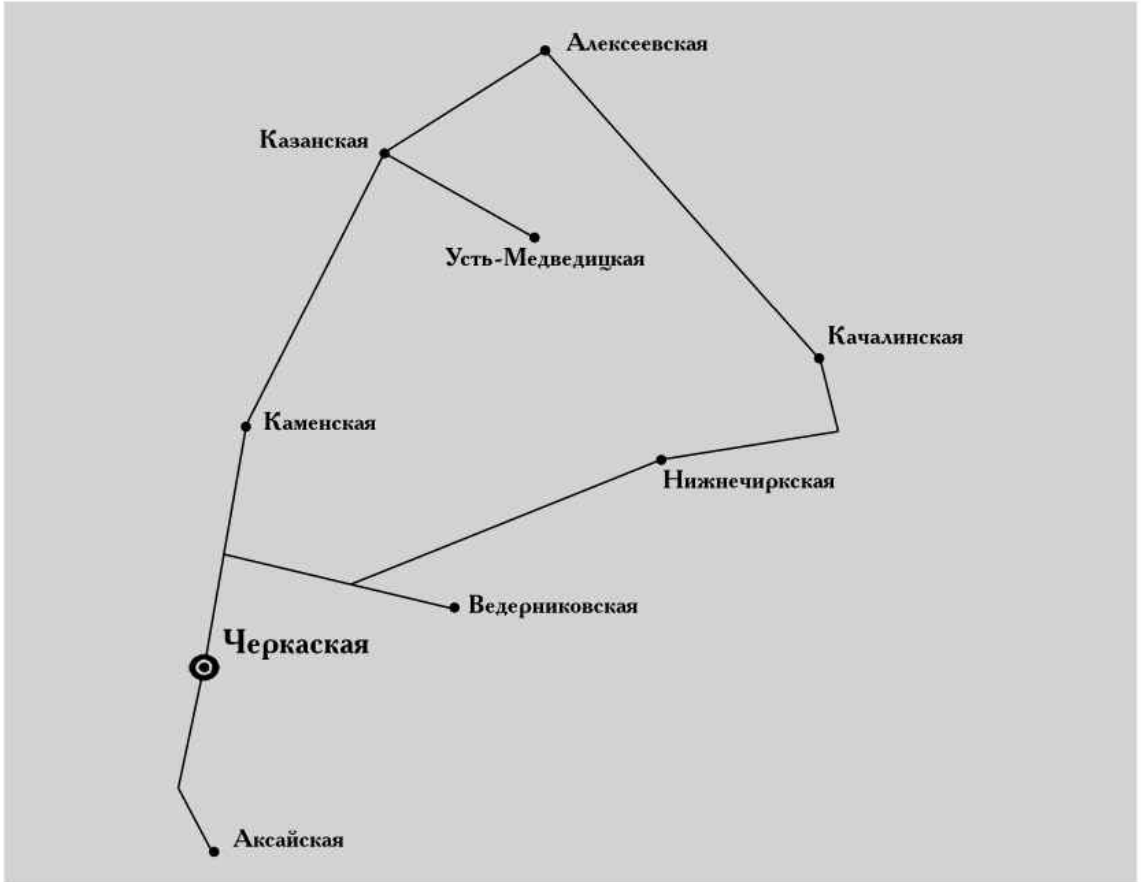 Алексеевская
Казанская
Усть-Медведицкая
Качалинская
Каменская
Нижнечиркская
Ведерниковская
Черкаская
Аксайская